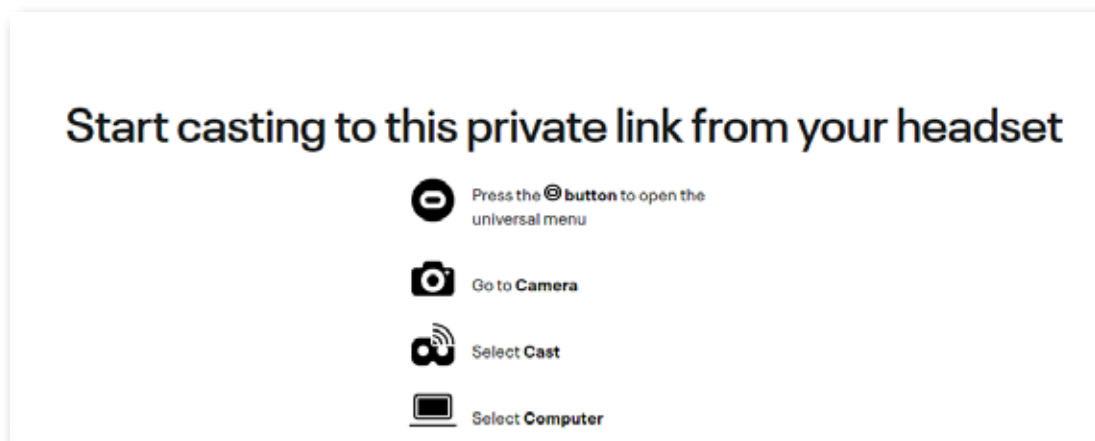 Start casting to this private link from your headset
Press the button to open the
universal menu
Go to Camera
Select Cast
Select Computer